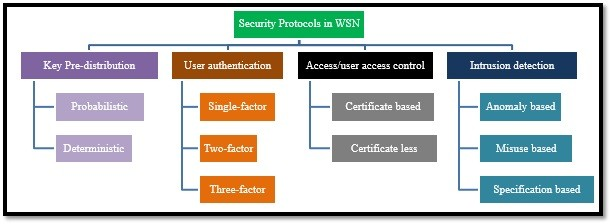 Security Protocols in WSN
Key Pre-distribution
Probabilistic
Deterministic
User authentication
Single-factor
Two-factor
Three-factor
Access/user access control
Certificate based
Certificate less
Intrusion detection
Anomaly based
Misuse based
Specification based